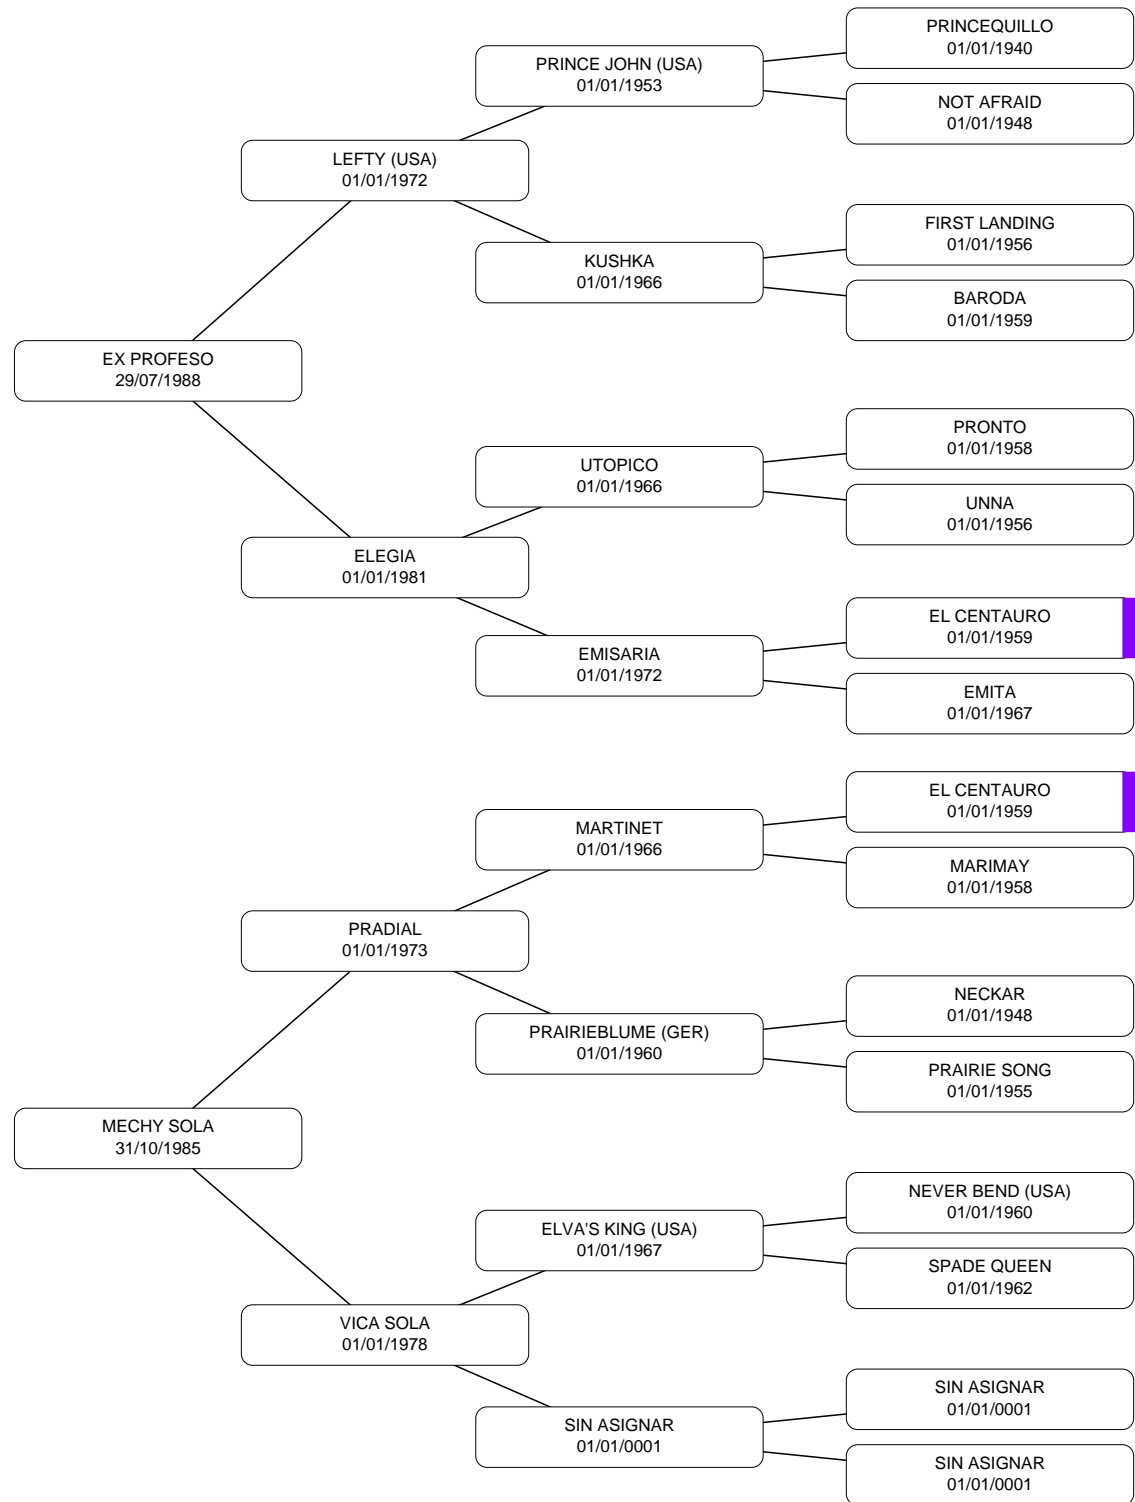 PRINCEQUILLO
01/01/1940
PRINCE JOHN (USA)
01/01/1953
NOT AFRAID
01/01/1948
LEFTY (USA)
01/01/1972
FIRST LANDING
01/01/1956
KUSHKA
01/01/1966
BARODA
01/01/1959
EX PROFESO
29/07/1988
PRONTO
01/01/1958
UTOPICO
01/01/1966
UNNA
01/01/1956
ELEGIA
01/01/1981
EL CENTAURO
01/01/1959
EMISARIA
01/01/1972
EMITA
01/01/1967
EL CENTAURO
01/01/1959
MARTINET
01/01/1966
MARIMAY
01/01/1958
PRADIAL
01/01/1973
NECKAR
01/01/1948
PRAIRIEBLUME (GER)
01/01/1960
PRAIRIE SONG
01/01/1955
MECHY SOLA
31/10/1985
NEVER BEND (USA)
01/01/1960
ELVA'S KING (USA)
01/01/1967
SPADE QUEEN
01/01/1962
VICA SOLA
01/01/1978
SIN ASIGNAR
01/01/0001
SIN ASIGNAR
01/01/0001
SIN ASIGNAR
01/01/0001